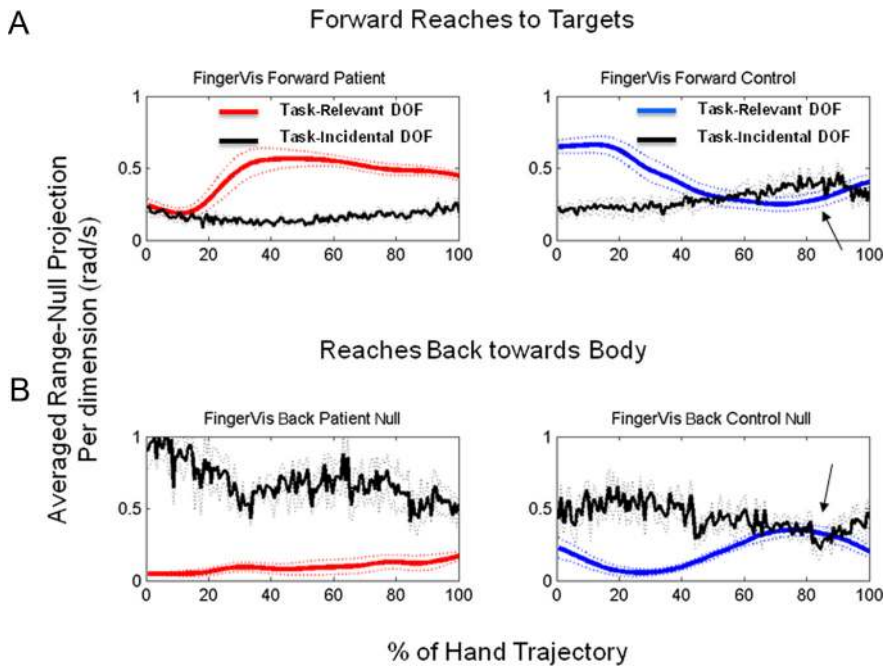 A
Forward Reaches to Targets
FingerVis Forward Patient
FingerVis Forward Control
1
Task-Relevant DOF
Task-Incidental DOF
0.5
0
0 20 40 60 80 100
1
Task-Relevant DOF
Task-Incidental DOF
0.5
0
0 20 40 60 80 100
Averaged Range-Null Projection
Per dimension (rad/s)
Reaches Back towards Body
B
FingerVis Back Patient Null
FingerVis Back Control Null
1
0.5
0
0 20 40 60 80 100
1
0.5
0
0 20 40 60 80 100
% of Hand Trajectory